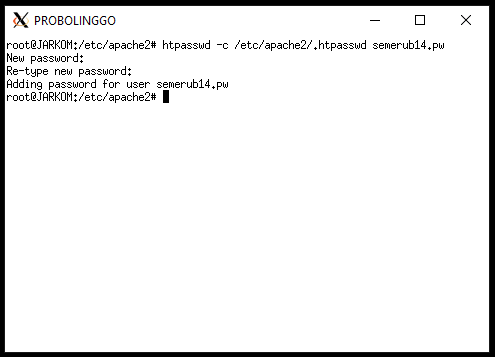 PROBOLINGGO
root@JARKOM:/etc/apache2# htpasswd -c /etc/apache2/.htpasswd semerub14.pw
New password:
Re-type new password:
Adding password for user semerub14.pw
root@JARKOM:/etc/apache2#